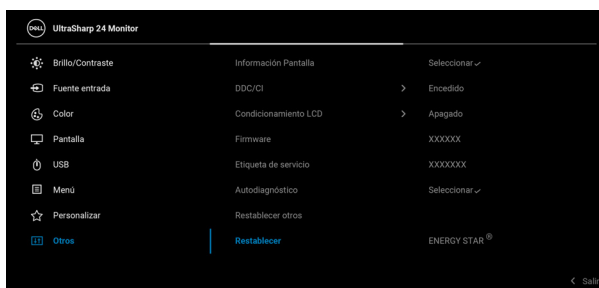 DELL UltraSharp 24 Monitor
Brillo/Contraste Información Pantalla Seleccionar
Fuente entrada DDC/CI > Encedido
Color Condicionamiento LCD > Apagado
Pantalla Firmware XXXXXX
USB Etiqueta de servicio XXXXXXX
Menú Autodiagnóstico Seleccionar
Personalizar Restablecer otros
Otros Restablecer ENERGY STAR ®
< Salir